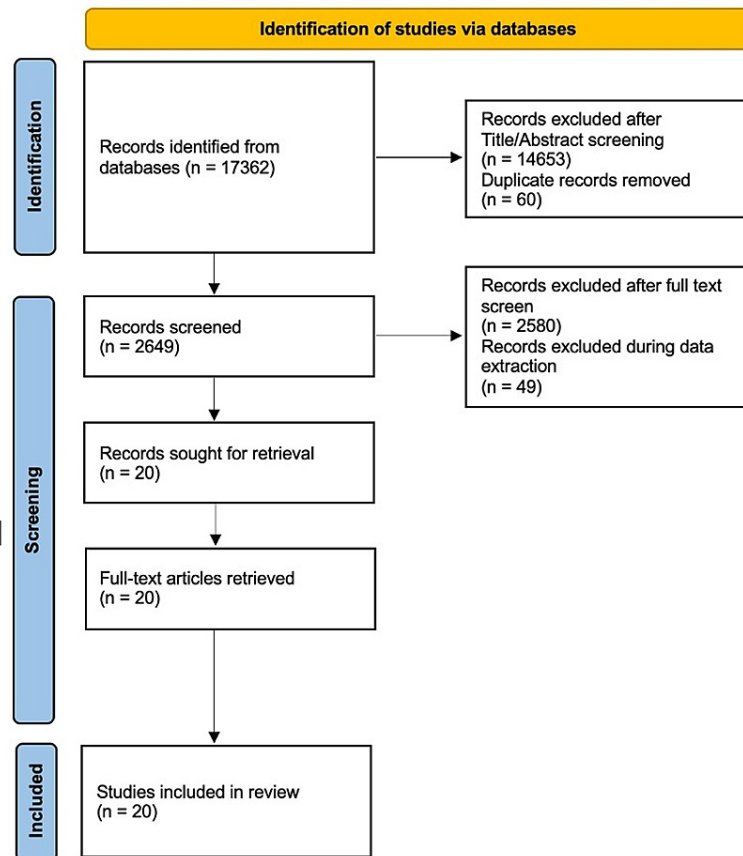 Identification of studies via databases
Identification
Records identified from
databases (n = 17362)
Records excluded after
Title/Abstract screening
(n = 14653)
Duplicate records removed
(n = 60)
Screening
Records screened
(n = 2649)
Records excluded after full text
screen
(n = 2580)
Records excluded during data
extraction
(n = 49)
Records sought for retrieval
(n = 20)
Full-text articles retrieved
(n = 20)
Included
Studies included in review
(n = 20)